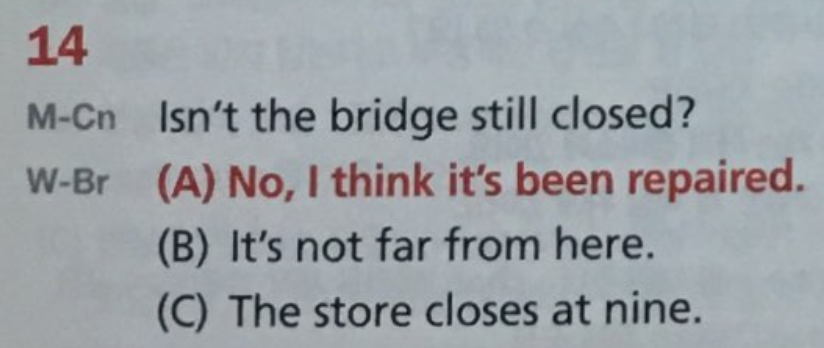 14
M-Cn Isn't the bridge still closed?
W-Br (A) No, I think it's been repaired.
(B) It's not far from here.
(C) The store closes at nine.